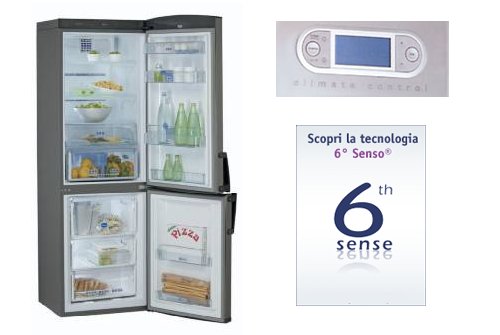 Pizza
climate control
Scopri la tecnologia
6° Senso®
6th
sense